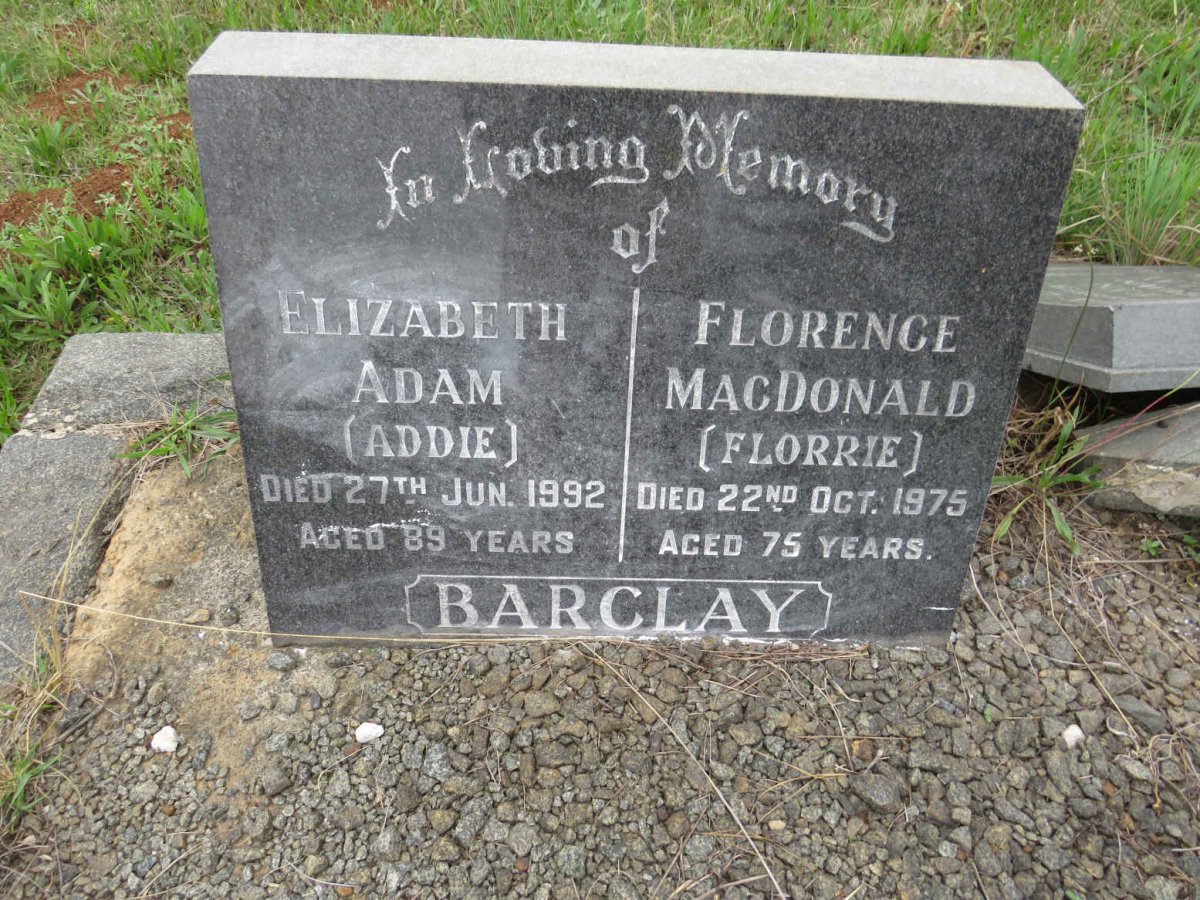 In Loving Memory
of
ELIZABETH
ADAM
(ADDIE)
DIED 27TH JUN. 1992
AGED 89 YEARS
FLORENCE
MACDONALD
(FLORRIE)
DIED 22ND OCT. 1975
AGED 75 YEARS.
BARCLAY